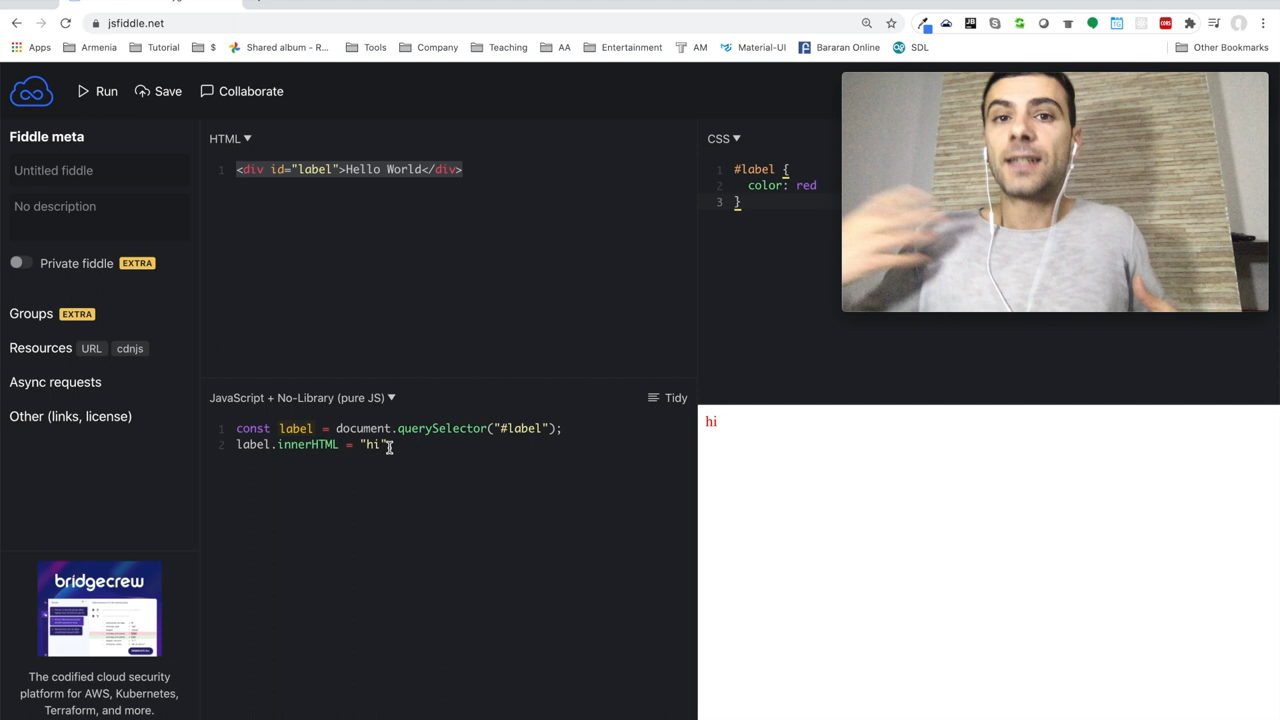 jsfiddle.net
Apps Armenia Tutorial $ Shared album - R... Tools Company Teaching AA Entertainment AM Material-UI Bararan Online SDL Other Bookmarks
Run Save Collaborate
Fiddle meta
Untitled fiddle
No description
Private fiddle EXTRA
Groups EXTRA
Resources URL cdnjs
Async requests
Other (links, license)
bridgecrew
The codified cloud security
platform for AWS, Kubernetes,
Terraform, and more.
HTML
1 <div id="label">Hello World</div>
CSS
1 #label {
2 color: red
3 }
JavaScript + No-Library (pure JS) Tidy
1 const label = document.querySelector("#label");
2 label.innerHTML = "hi"
hi